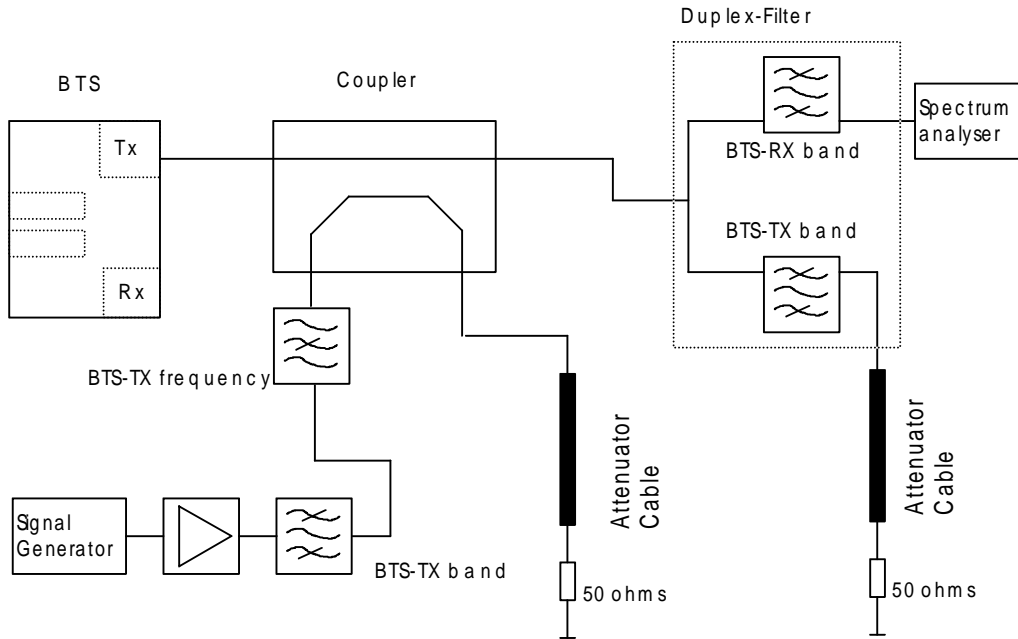 Duplex-Filter
BTS
Coupler
Tx
Spectrum
analyser
BTS-RX band
BTS-TX band
Rx
BTS-TX frequency
Attenuator
Cable
Attenuator
Cable
Signal
Generator
BTS-TX band
50 ohms
50 ohms